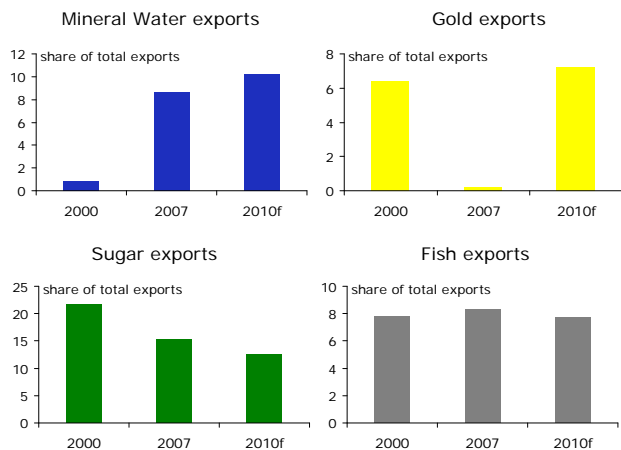 Mineral Water exports
share of total exports
12
10
8
6
4
2
0
2000 2007 2010f
Gold exports
share of total exports
8
6
4
2
0
2000 2007 2010f
Sugar exports
share of total exports
25
20
15
10
5
0
2000 2007 2010f
Fish exports
share of total exports
10
8
6
4
2
0
2000 2007 2010f